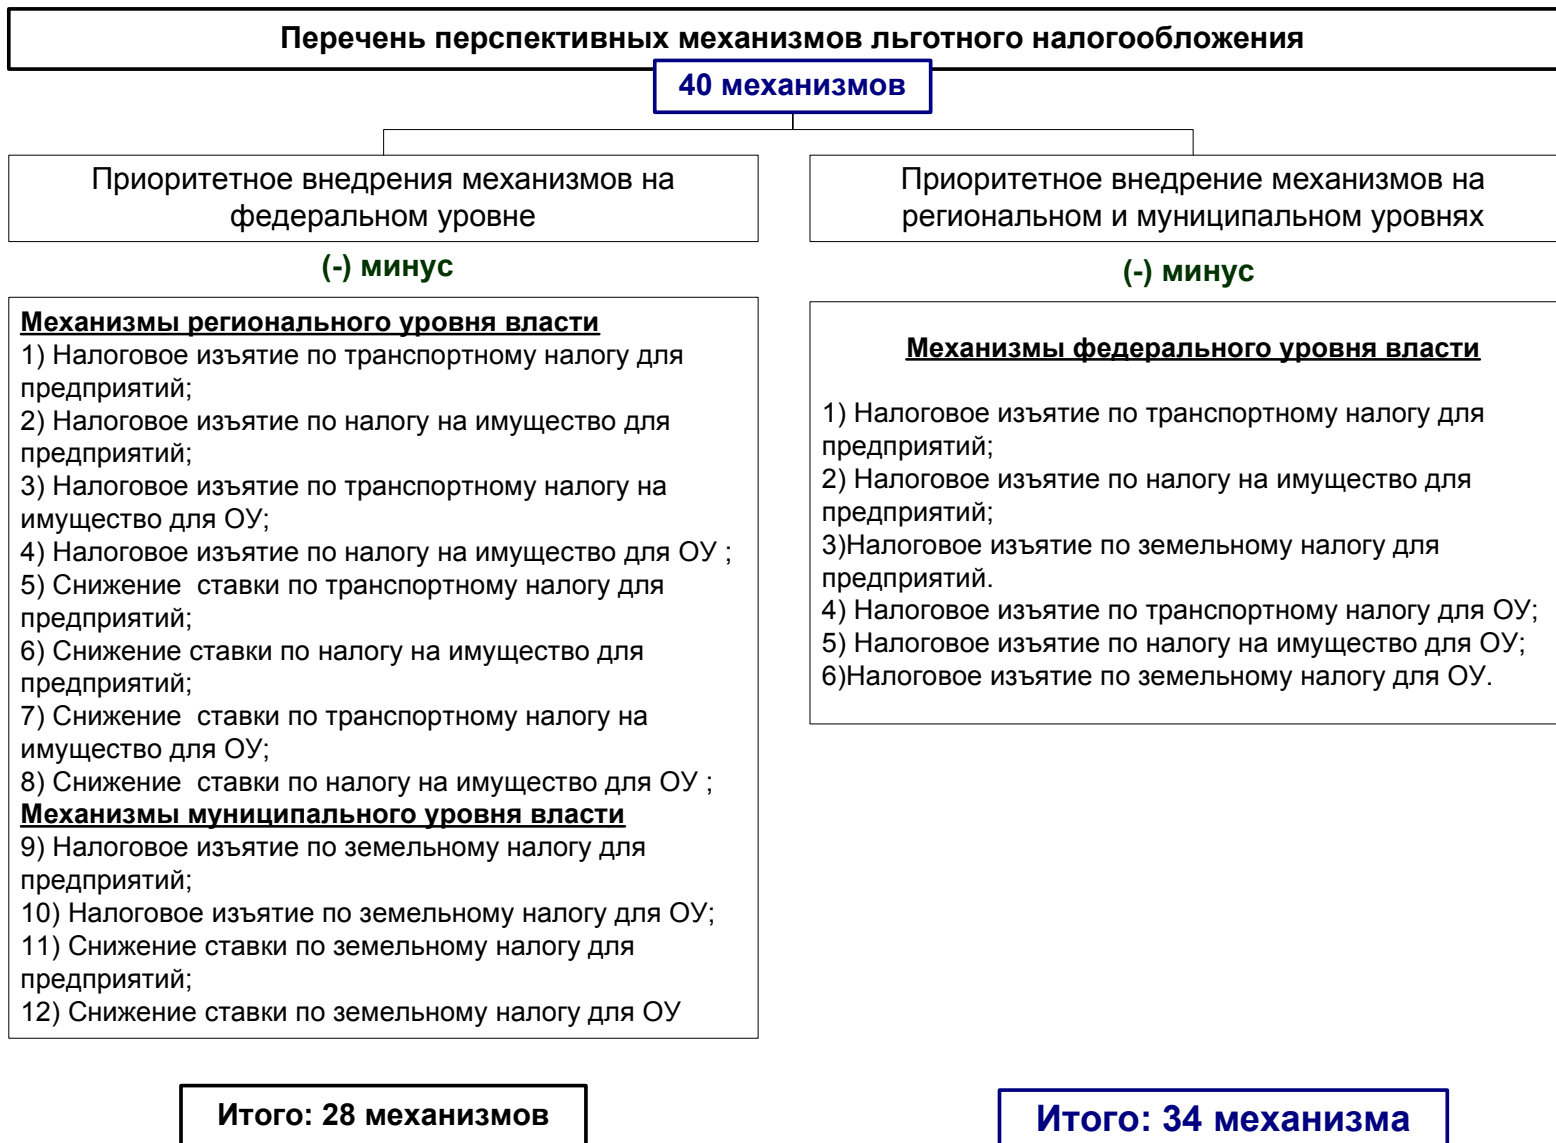 Перечень перспективных механизмов льготного налогообложения
40 механизмов
Приоритетное внедрения механизмов на
федеральном уровне
(-) минус
Механизмы регионального уровня власти
1) Налоговое изъятие по транспортному налогу для
предприятий;
2) Налоговое изъятие по налогу на имущество для
предприятий;
3) Налоговое изъятие по транспортному налогу на
имущество для ОУ;
4) Налоговое изъятие по налогу на имущество для ОУ ;
5) Снижение  ставки по транспортному налогу для
предприятий;
6) Снижение ставки по налогу на имущество для
предприятий;
7) Снижение  ставки по транспортному налогу на
имущество для ОУ;
8) Снижение  ставки по налогу на имущество для ОУ ;
Механизмы муниципального уровня власти
9) Налоговое изъятие по земельному налогу для
предприятий;
10) Налоговое изъятие по земельному налогу для ОУ;
11) Снижение ставки по земельному налогу для
предприятий;
12) Снижение ставки по земельному налогу для ОУ
Итого: 28 механизмов
Приоритетное внедрение механизмов на
региональном и муниципальном уровнях
(-) минус
Механизмы федерального уровня власти
1) Налоговое изъятие по транспортному налогу для
предприятий;
2) Налоговое изъятие по налогу на имущество для
предприятий;
3)Налоговое изъятие по земельному налогу для
предприятий.
4) Налоговое изъятие по транспортному налогу для ОУ;
5) Налоговое изъятие по налогу на имущество для ОУ;
6)Налоговое изъятие по земельному налогу для ОУ.
Итого: 34 механизма